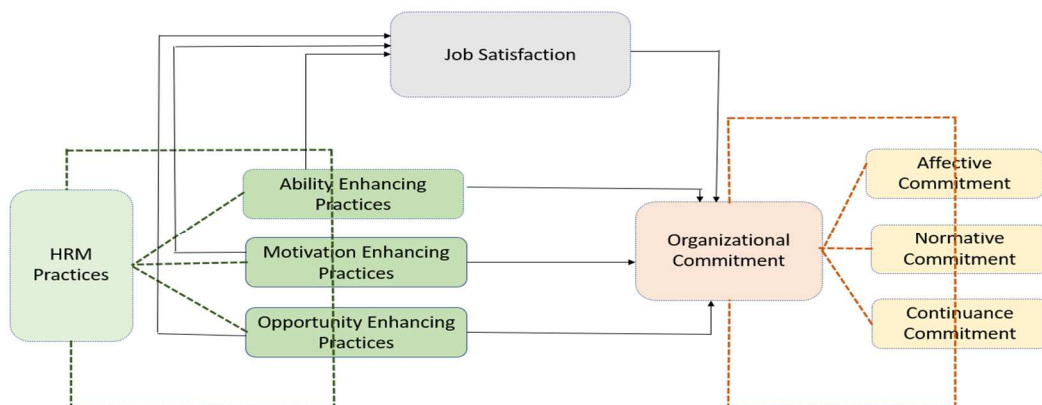 Job Satisfaction
HRM
Practices
Ability Enhancing
Practices
Motivation Enhancing
Practices
Opportunity Enhancing
Practices
Organizational
Commitment
Affective
Commitment
Normative
Commitment
Continuance
Commitment